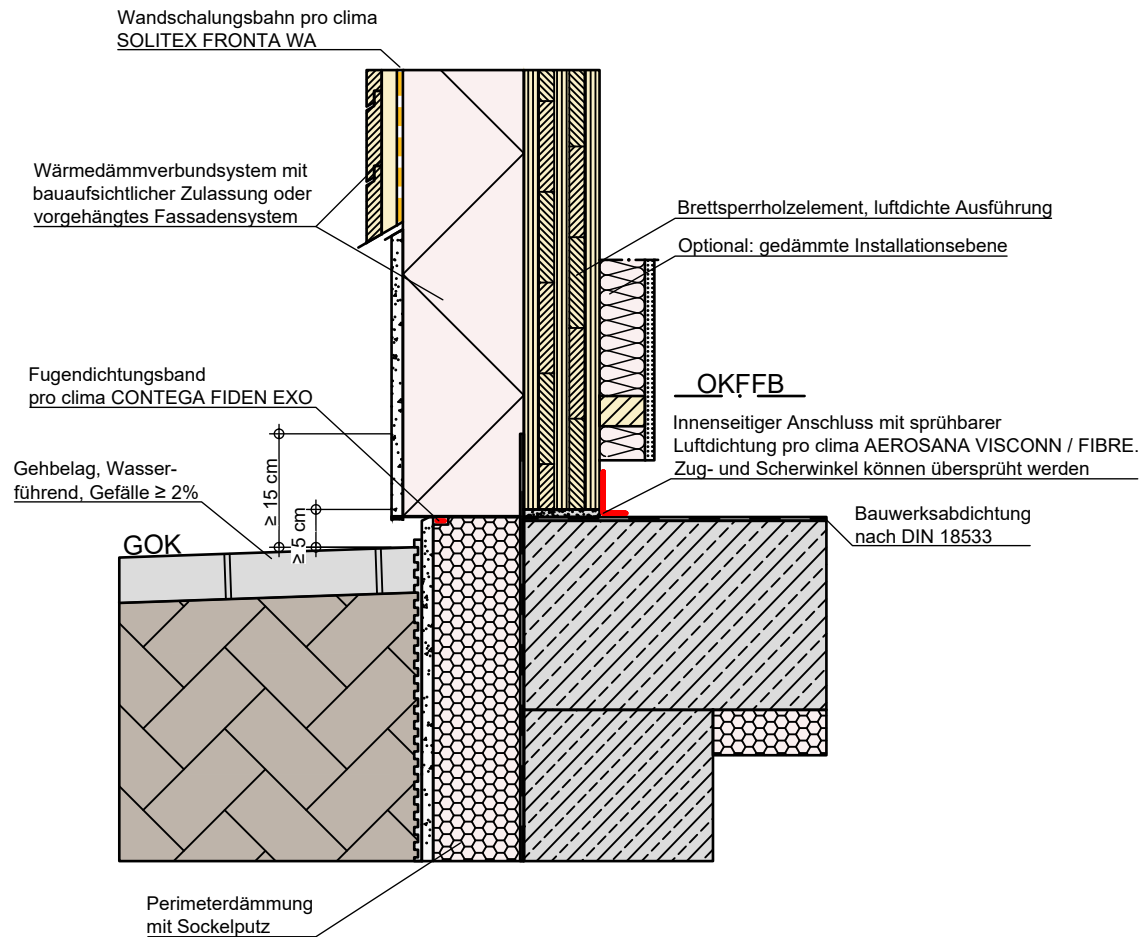 Wandschalungsbahn pro clima
SOLITEX FRONTA WA
Wärmedämmverbundsystem mit
bauaufsichtlicher Zulassung oder
vorgehängtes Fassadensystem
Brettsperrholzelement, luftdichte Ausführung
Optional: gedämmte Installationsebene
Fugendichtungsband
pro clima CONTEGA FIDEN EXO
OKFFB
Innenseitiger Anschluss mit sprühbarer
Luftdichtung pro clima AEROSANA VISCONN / FIBRE.
Zug- und Scherwinkel können übersprüht werden
Gehbelag, Wasser-
führend, Gefälle ≥ 2%
≥ 15 cm
≥ 5 cm
Bauwerksabdichtung
nach DIN 18533
GOK
Perimeterdämmung
mit Sockelputz